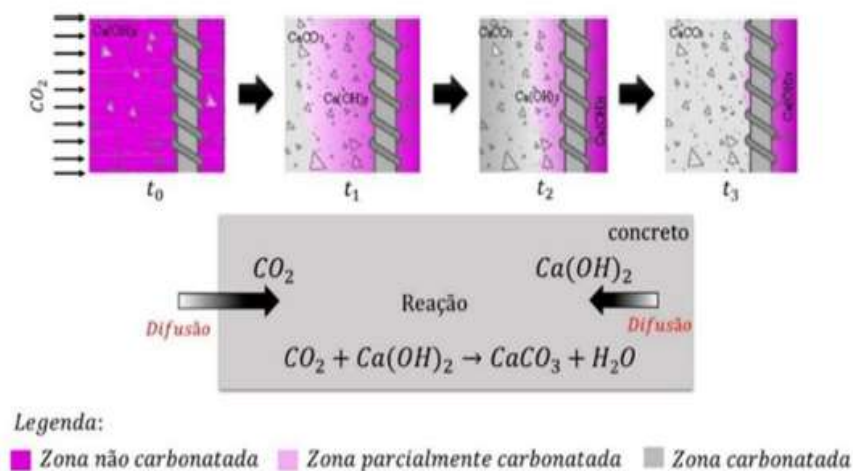 CO₂
Ca(OH)₂
CaCO₃
Ca(OH)₂
CaCO₃
Ca(OH)₂
Ca(OH)₂
CaCO₃
Ca(OH)₂
t₀ t₁ t₂ t₃
concreto
CO₂ Ca(OH)₂
Reação
Difusão Difusão
CO₂ + Ca(OH)₂ → CaCO₃ + H₂O
Legenda:
Zona não carbonatada Zona parcialmente carbonatada Zona carbonatada